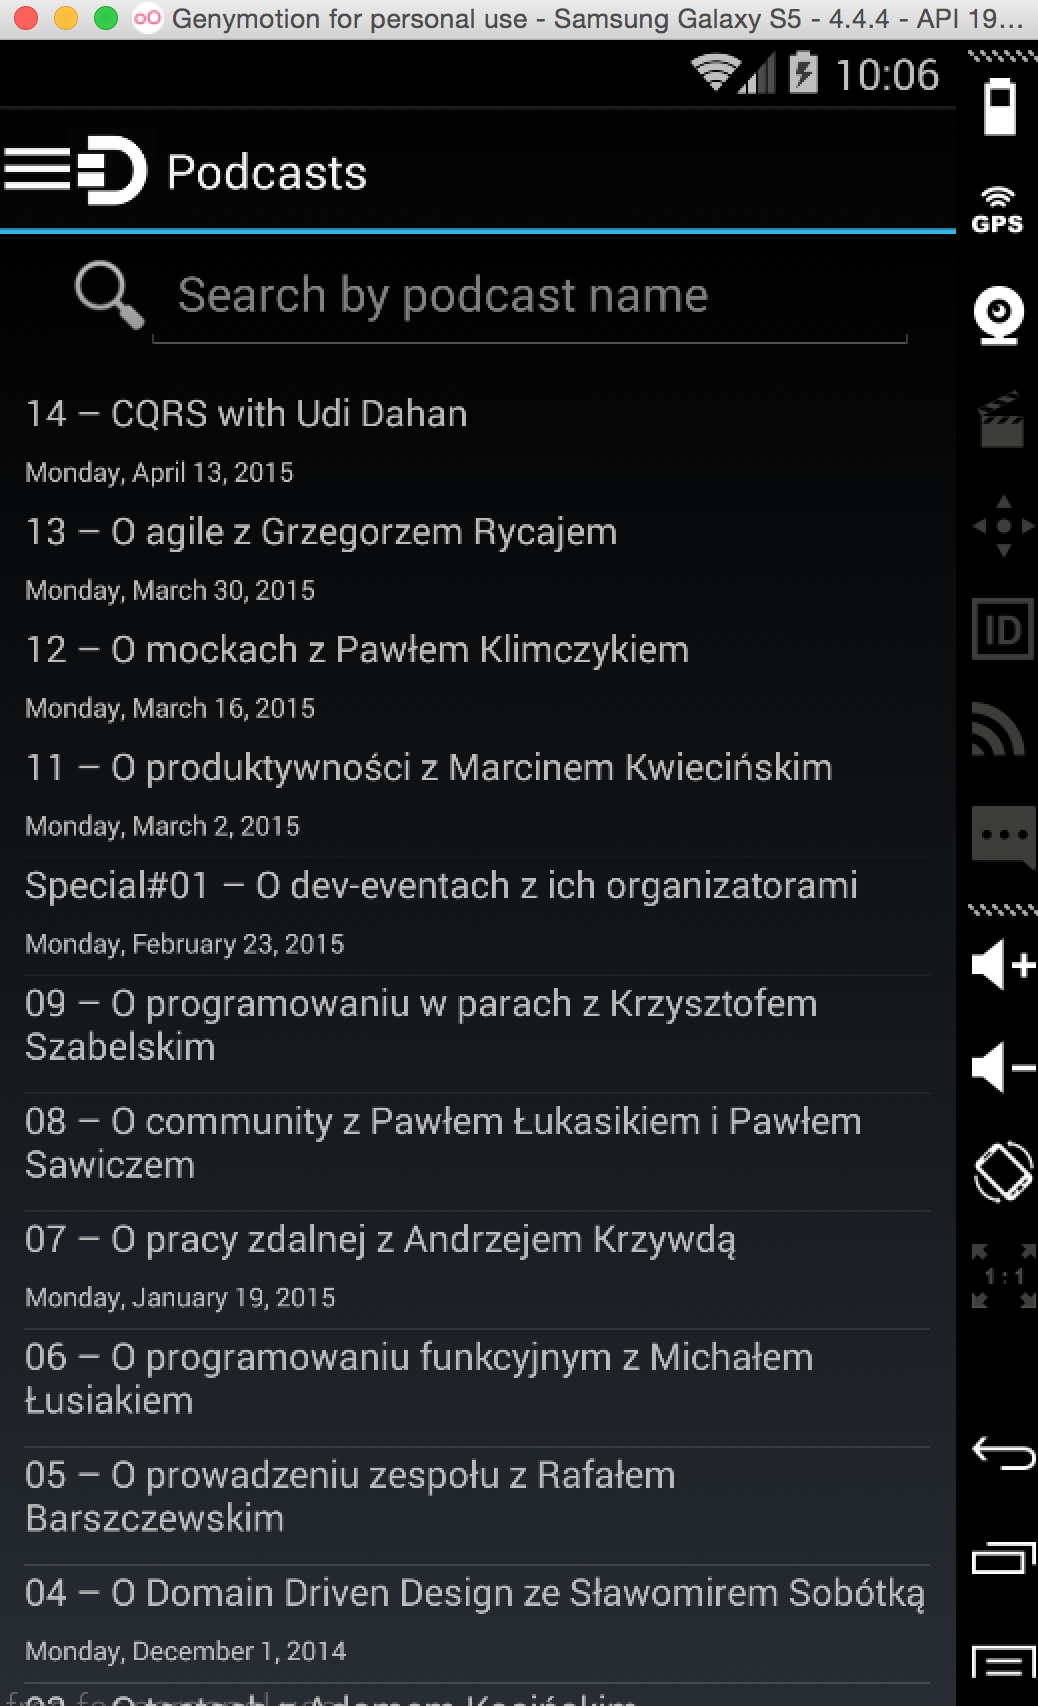 Genymotion for personal use - Samsung Galaxy S5 - 4.4.4 - API 19...
10:06
Podcasts
GPS
Search by podcast name
14 – CQRS with Udi Dahan
Monday, April 13, 2015
13 – O agile z Grzegorzem Rycajem
Monday, March 30, 2015
ID
12 – O mockach z Pawłem Klimczykiem
Monday, March 16, 2015
11 – O produktywności z Marcinem Kwiecińskim
Monday, March 2, 2015
Special#01 – O dev-eventach z ich organizatorami
Monday, February 23, 2015
09 – O programowaniu w parach z Krzysztofem
Szabelskim
08 – O community z Pawłem Łukasikiem i Pawłem
Sawiczem
07 – O pracy zdalnej z Andrzejem Krzywdą
1 : 1
Monday, January 19, 2015
06 – O programowaniu funkcyjnym z Michałem
Łusiakiem
05 – O prowadzeniu zespołu z Rafałem
Barszczewskim
04 – O Domain Driven Design ze Sławomirem Sobótką
Monday, December 1, 2014